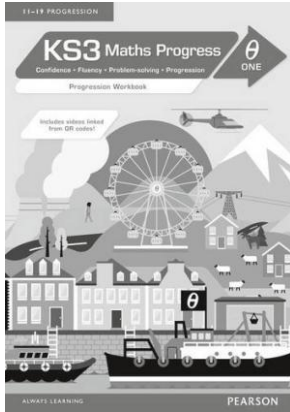 11–19 PROGRESSION
KS3 Maths Progress
θ
ONE
Confidence • Fluency • Problem-solving • Progression
Progression Workbook
Includes videos linked
from QR codes!
θ
ALWAYS LEARNING
PEARSON